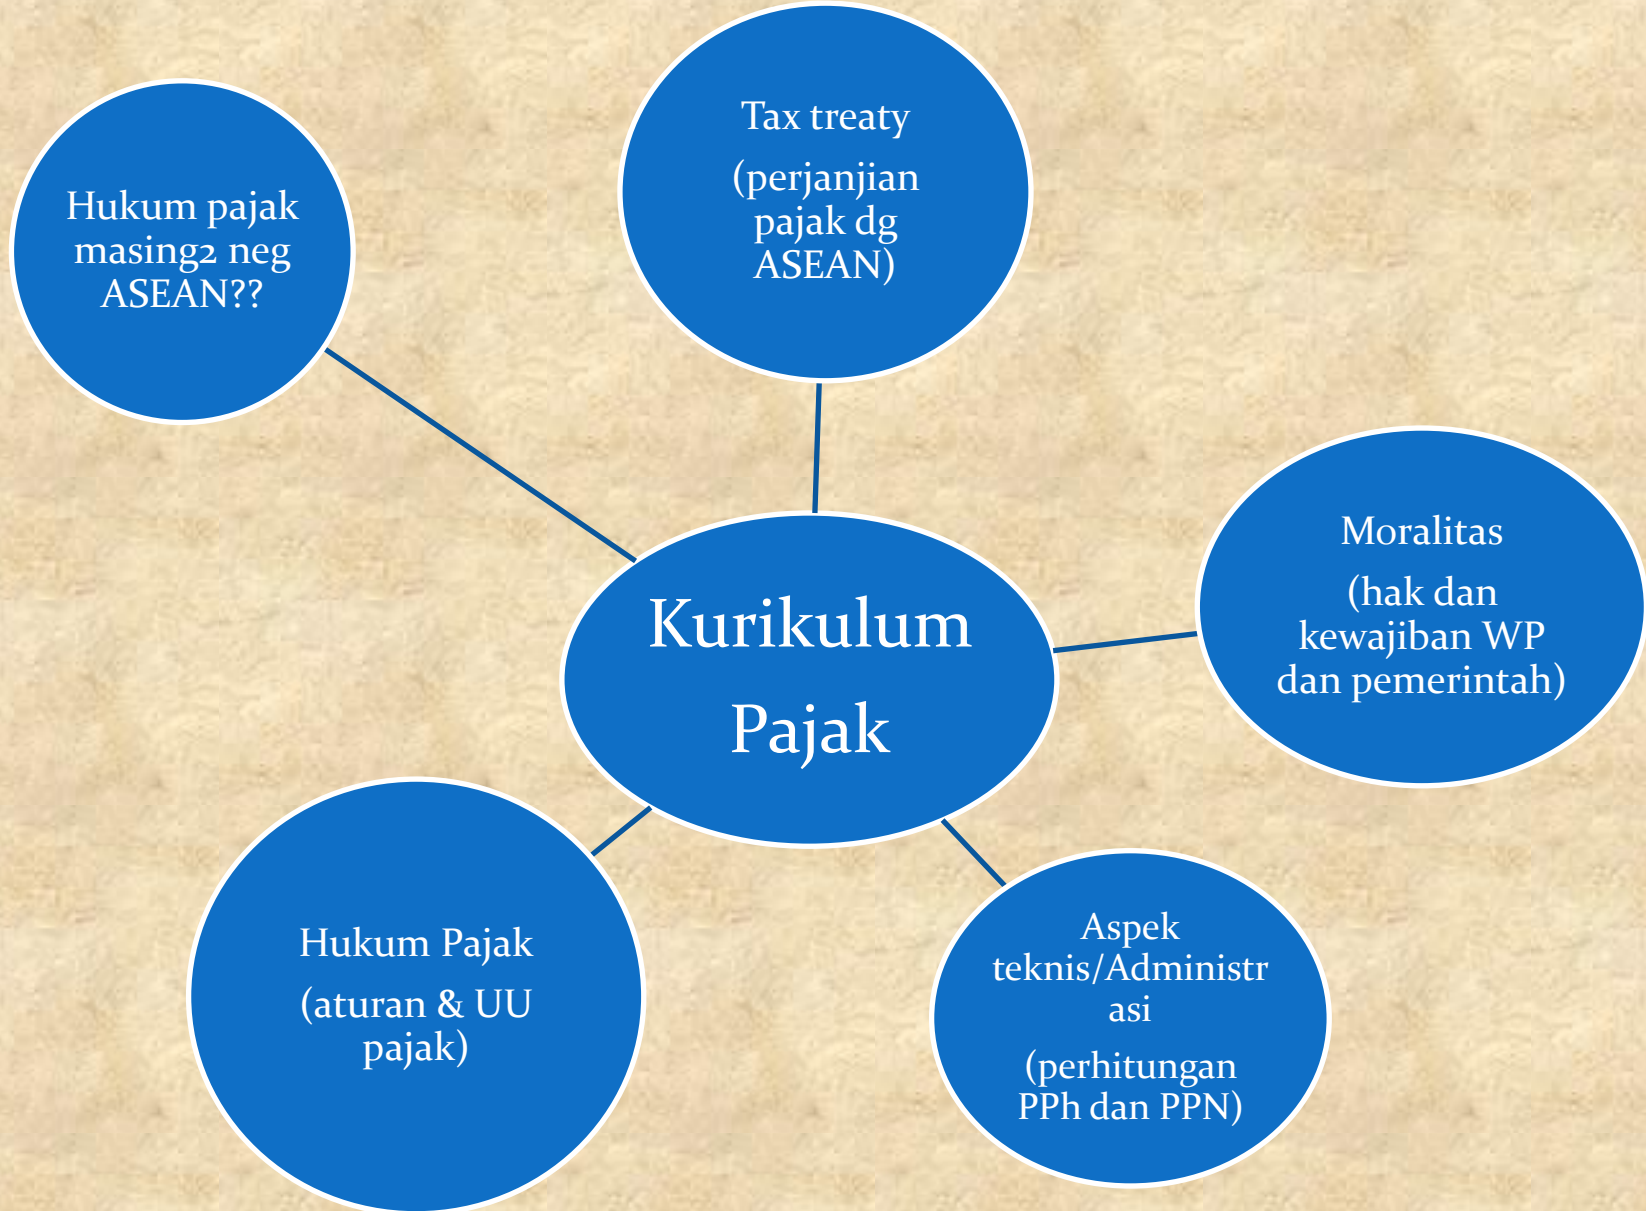 Tax treaty
(perjanjian
pajak dg
ASEAN)
Hukum pajak
masing2 neg
ASEAN??
Moralitas
(hak dan
kewajiban WP
dan pemerintah)
Kurikulum
Pajak
Hukum Pajak
(aturan & UU
pajak)
Aspek
teknis/Administr
asi
(perhitungan
PPh dan PPN)